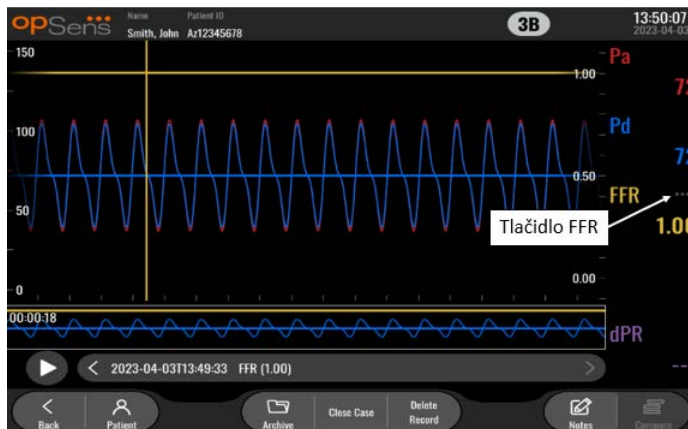 opSens
Name
Patient ID
Smith, John
Az12345678
3B
13:50:07
2023-04-03
150
1.00
Pa
72
100
Pd
72
0.50
FFR
---
50
Tlačidlo FFR
1.00
0
0.00
00:00:18
dPR
--
2023-04-03T13:49:33 FFR (1.00)
Back
Patient
Archive
Close Case
Delete
Record
Notes
Compare